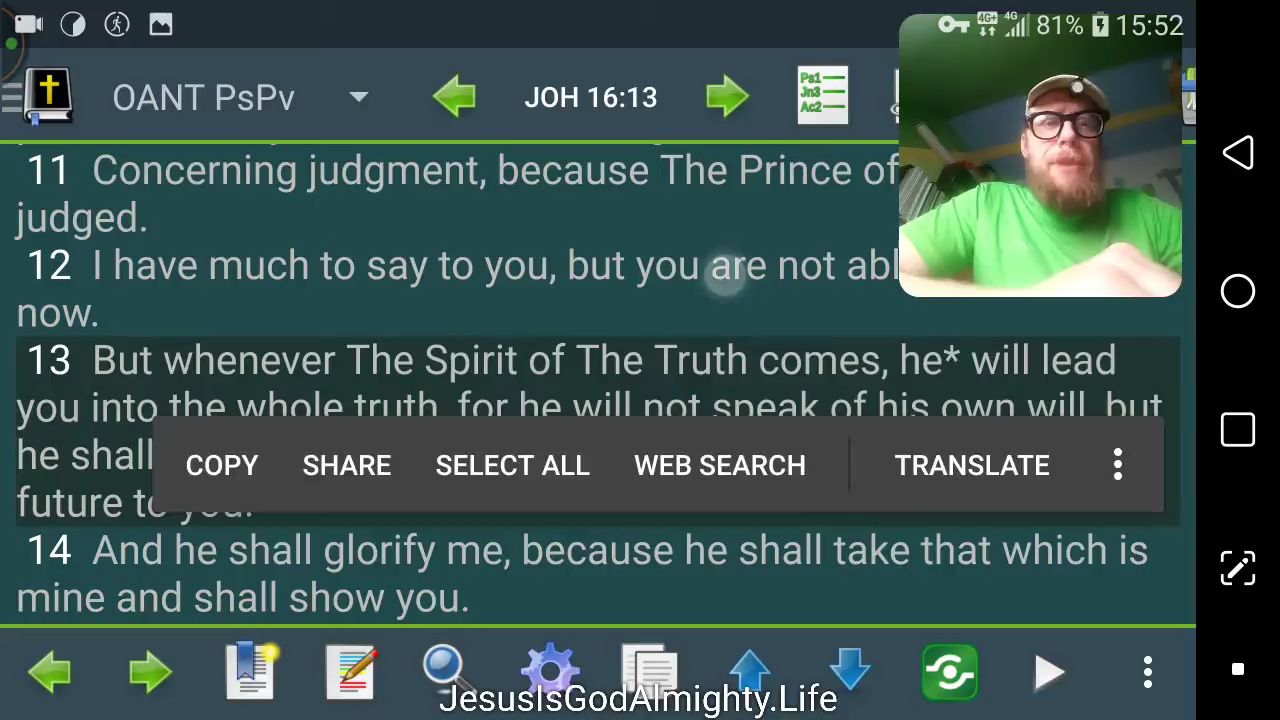 81% 15:52
OANT PsPv JOH 16:13
Ps1
Jn3
Ac2
11 Concerning judgment, because The Prince of
judged.
12 I have much to say to you, but you are not abl
now.
13 But whenever The Spirit of The Truth comes, he* will lead
you into the whole truth, for he will not speak of his own will, but
he shall
COPY SHARE SELECT ALL WEB SEARCH TRANSLATE
future to you.
14 And he shall glorify me, because he shall take that which is
mine and shall show you.
JesusIsGodAlmighty.Life